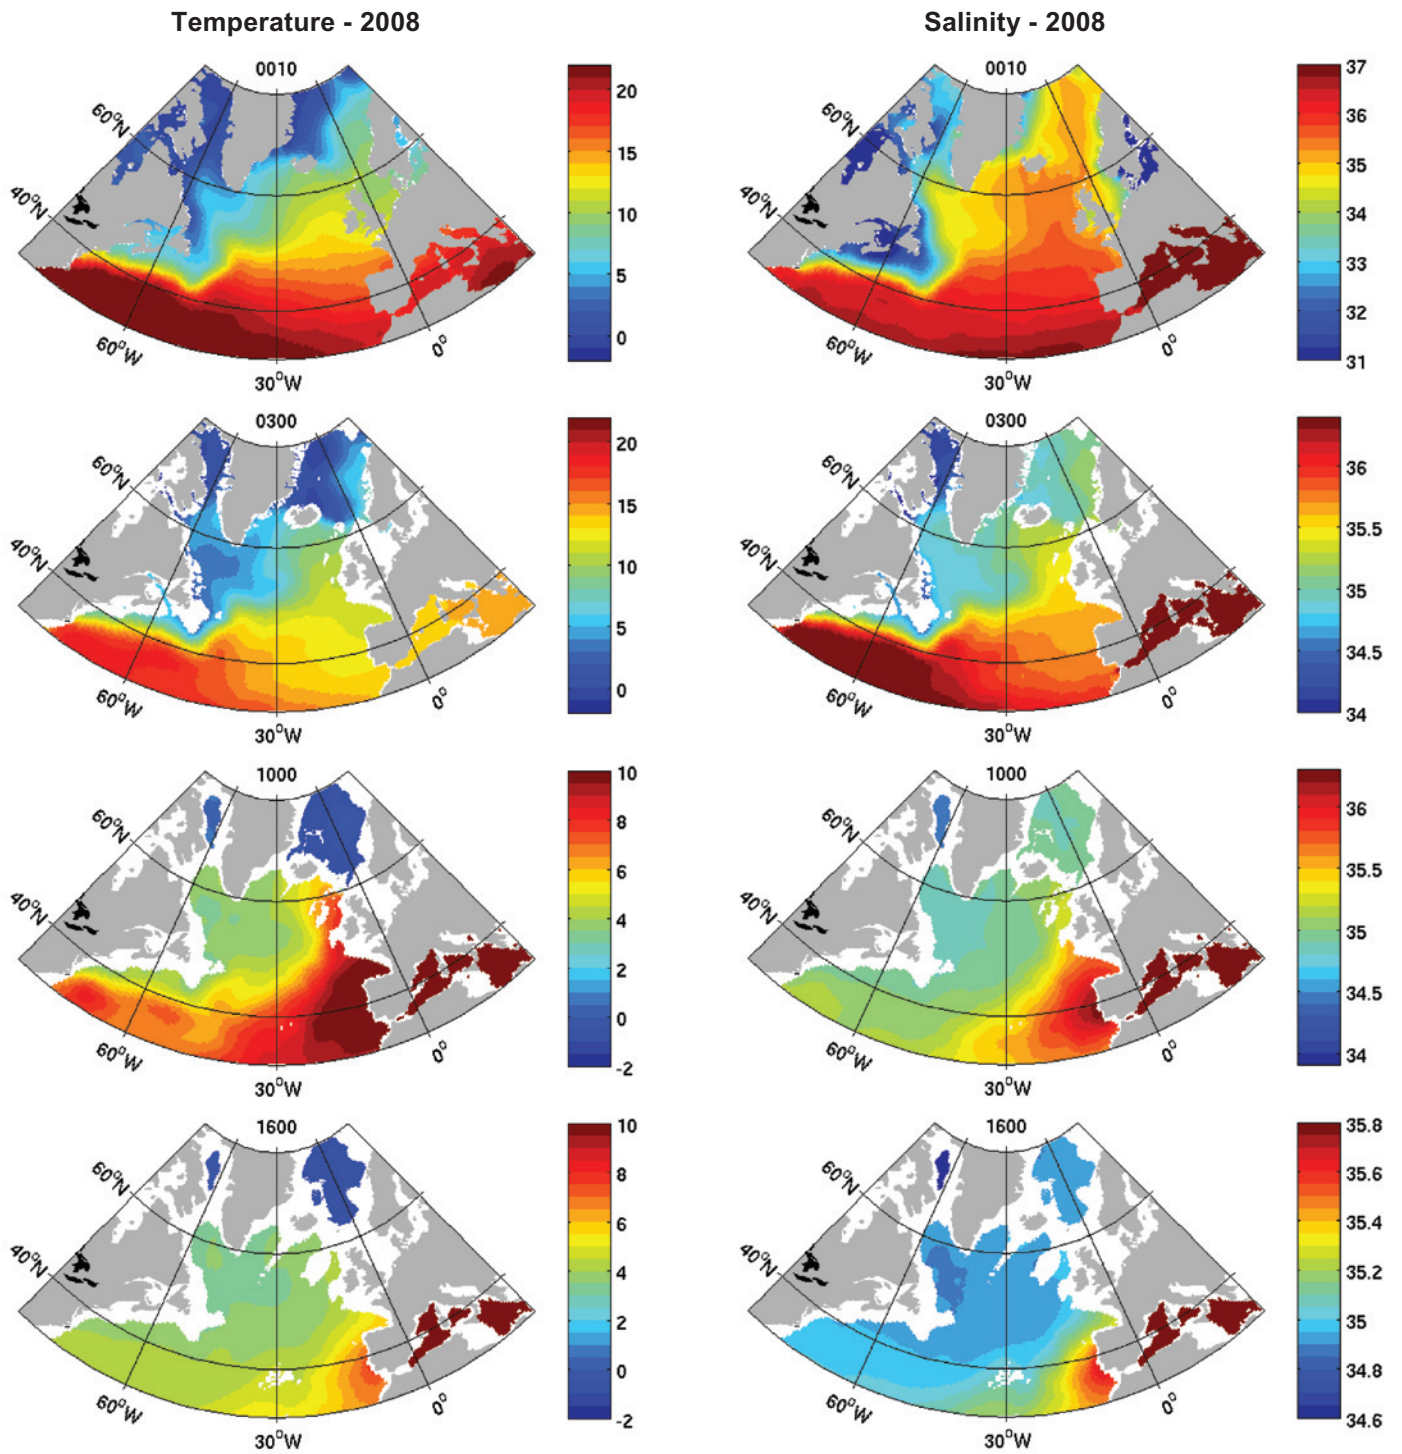 Temperature - 2008
Salinity - 2008
0010
60°N
40°N
60°W
30°W
0°
20
15
10
5
0
0010
60°N
40°N
60°W
30°W
0°
37
36
35
34
33
32
31
0300
60°N
40°N
60°W
30°W
0°
20
15
10
5
0
0300
60°N
40°N
60°W
30°W
0°
36
35.5
35
34.5
34
1000
60°N
40°N
60°W
30°W
0°
10
8
6
4
2
0
-2
1000
60°N
40°N
60°W
30°W
0°
36
35.5
35
34.5
34
1600
60°N
40°N
60°W
30°W
0°
10
8
6
4
2
0
-2
1600
60°N
40°N
60°W
30°W
0°
35.8
35.6
35.4
35.2
35
34.8
34.6